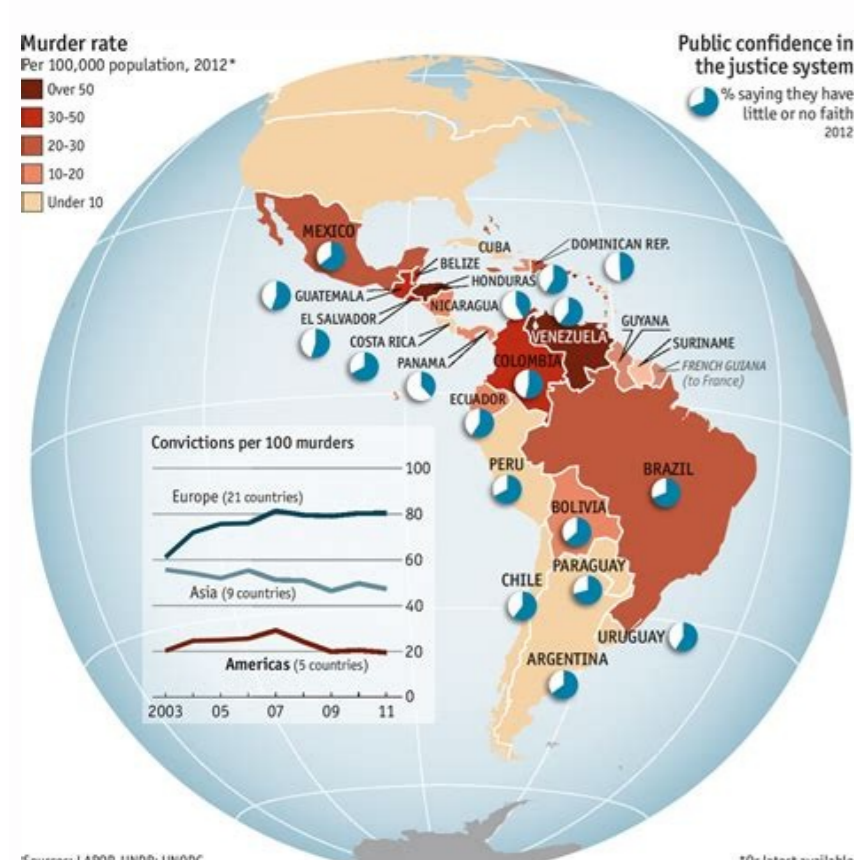 Murder rate
Per 100,000 population, 2012*
Over 50
30-50
20-30
10-20
Under 10
Public confidence in
the justice system
% saying they have
little or no faith
2012
MEXICO
CUBA
DOMINICAN REP.
BELIZE
HONDURAS
GUATEMALA
NICARAGUA
EL SALVADOR
GUYANA
VENEZUELA
COSTA RICA
SURINAME
PANAMA
COLOMBIA
FRENCH GUIANA
(to France)
ECUADOR
PERU
BRAZIL
BOLIVIA
PARAGUAY
CHILE
URUGUAY
ARGENTINA
Convictions per 100 murders
100
Europe (21 countries)
80
60
Asia (9 countries)
40
20
Americas (5 countries)
0
2003 05 07 09 11
Sources: LAPOP; UNDP; UNODC
*Or latest available